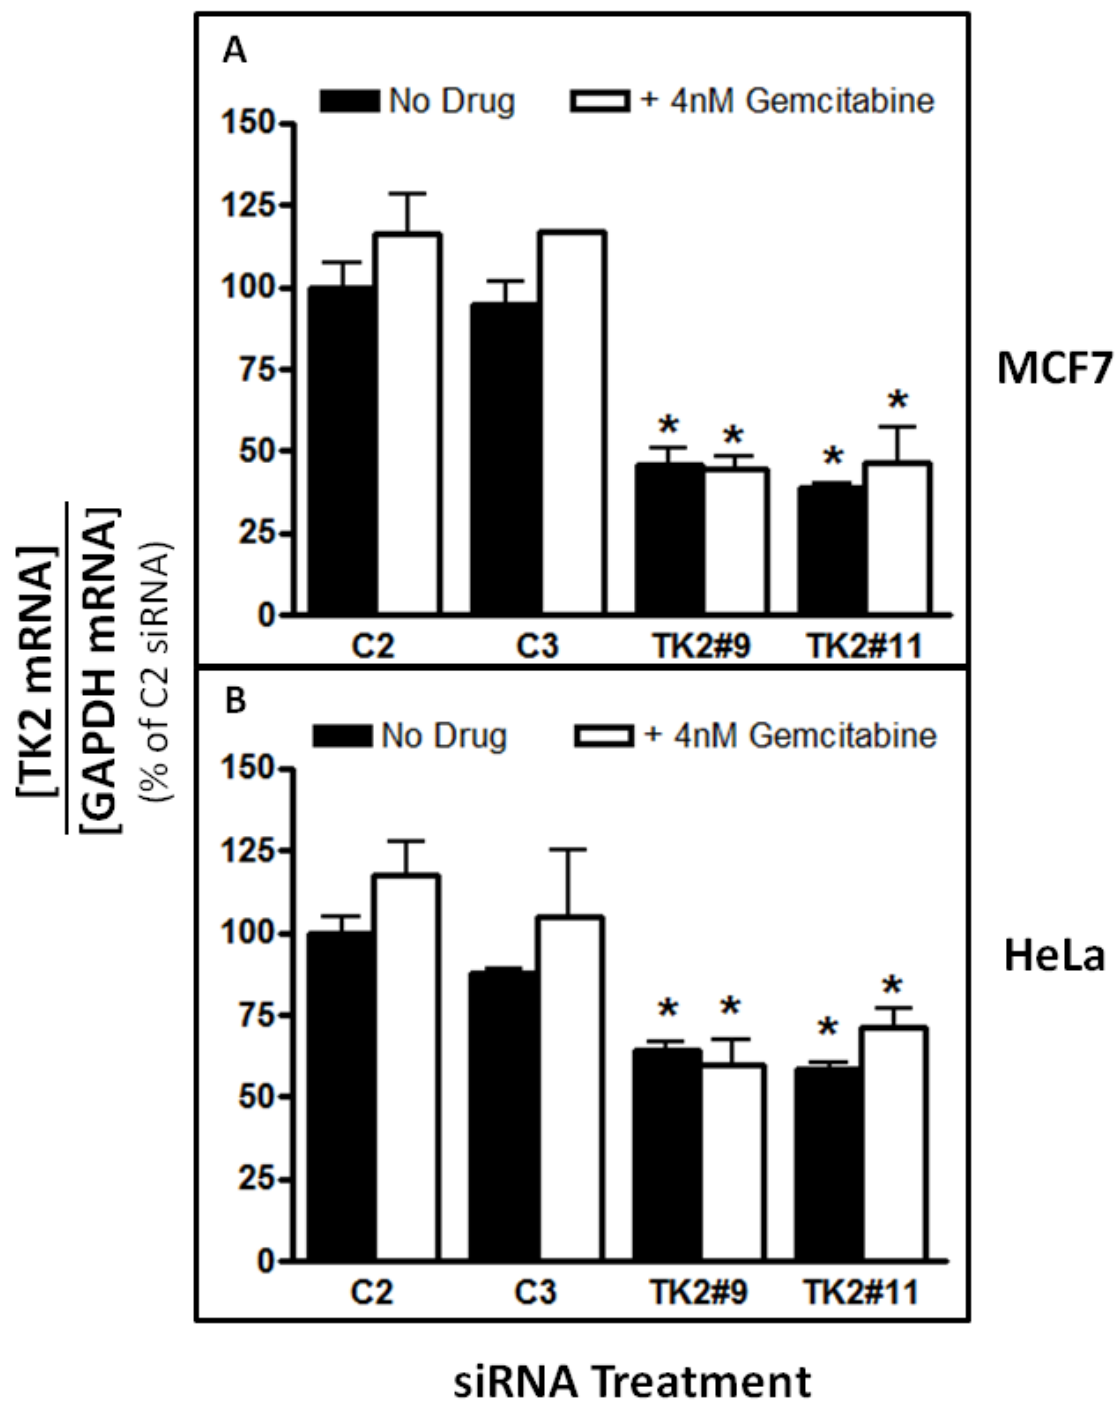 A
No Drug + 4nM Gemcitabine
150
125
100
75
50
25
0
* * * *
C2 C3 TK2#9 TK2#11
MCF7
[TK2 mRNA]
[GAPDH mRNA]
(% of C2 siRNA)
B
No Drug + 4nM Gemcitabine
150
125
100
75
50
25
0
* * * *
C2 C3 TK2#9 TK2#11
HeLa
siRNA Treatment